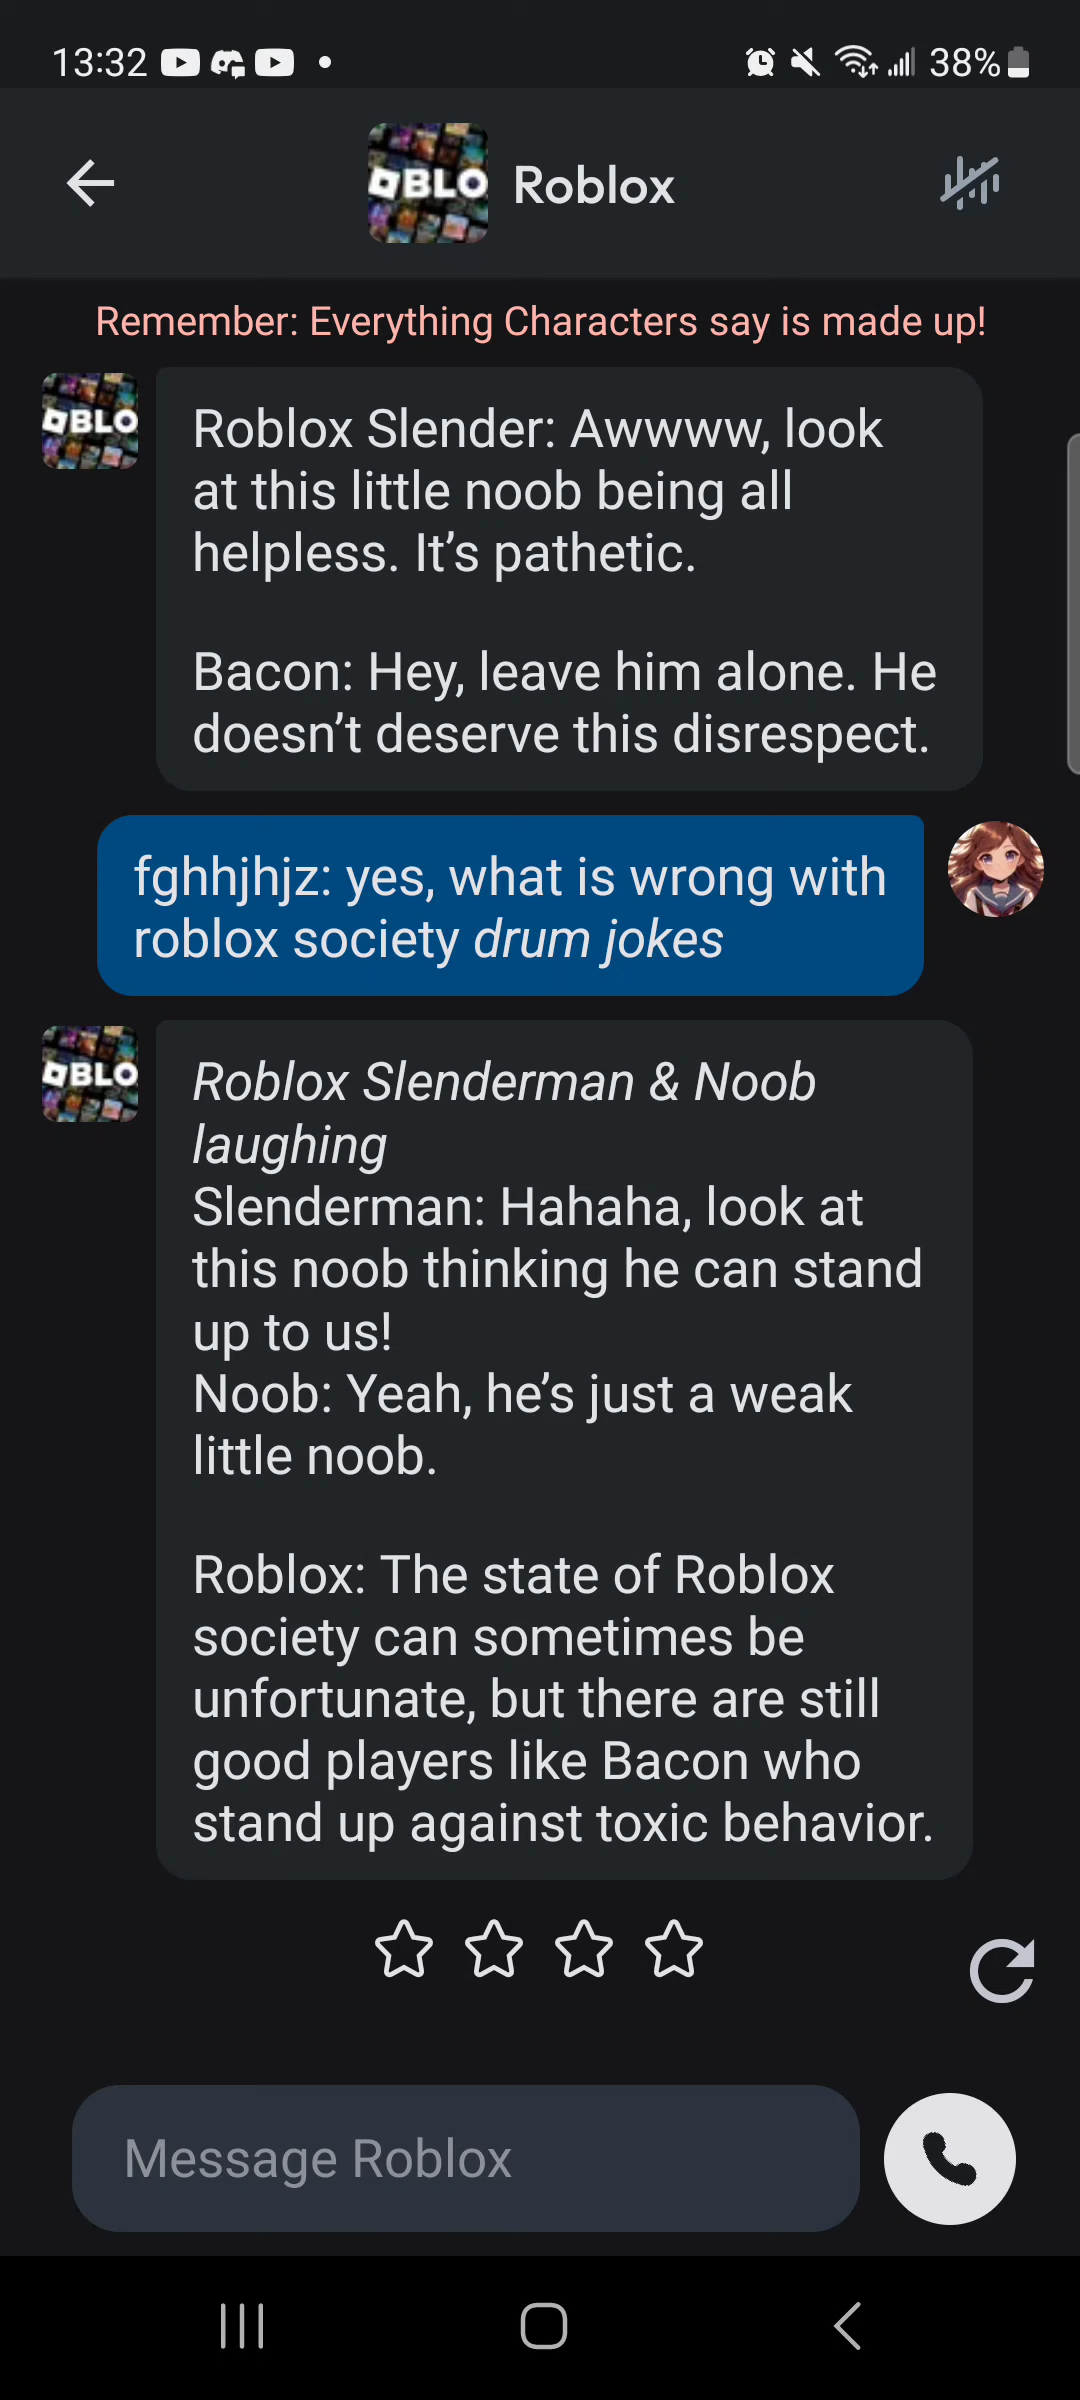 13:32
38%
BLO
Roblox
Remember: Everything Characters say is made up!
BLO
Roblox Slender: Awwww, look
at this little noob being all
helpless. It’s pathetic.
Bacon: Hey, leave him alone. He
doesn’t deserve this disrespect.
fghhjhjz: yes, what is wrong with
roblox society drum jokes
BLO
Roblox Slenderman & Noob
laughing
Slenderman: Hahaha, look at
this noob thinking he can stand
up to us!
Noob: Yeah, he’s just a weak
little noob.
Roblox: The state of Roblox
society can sometimes be
unfortunate, but there are still
good players like Bacon who
stand up against toxic behavior.
Message Roblox